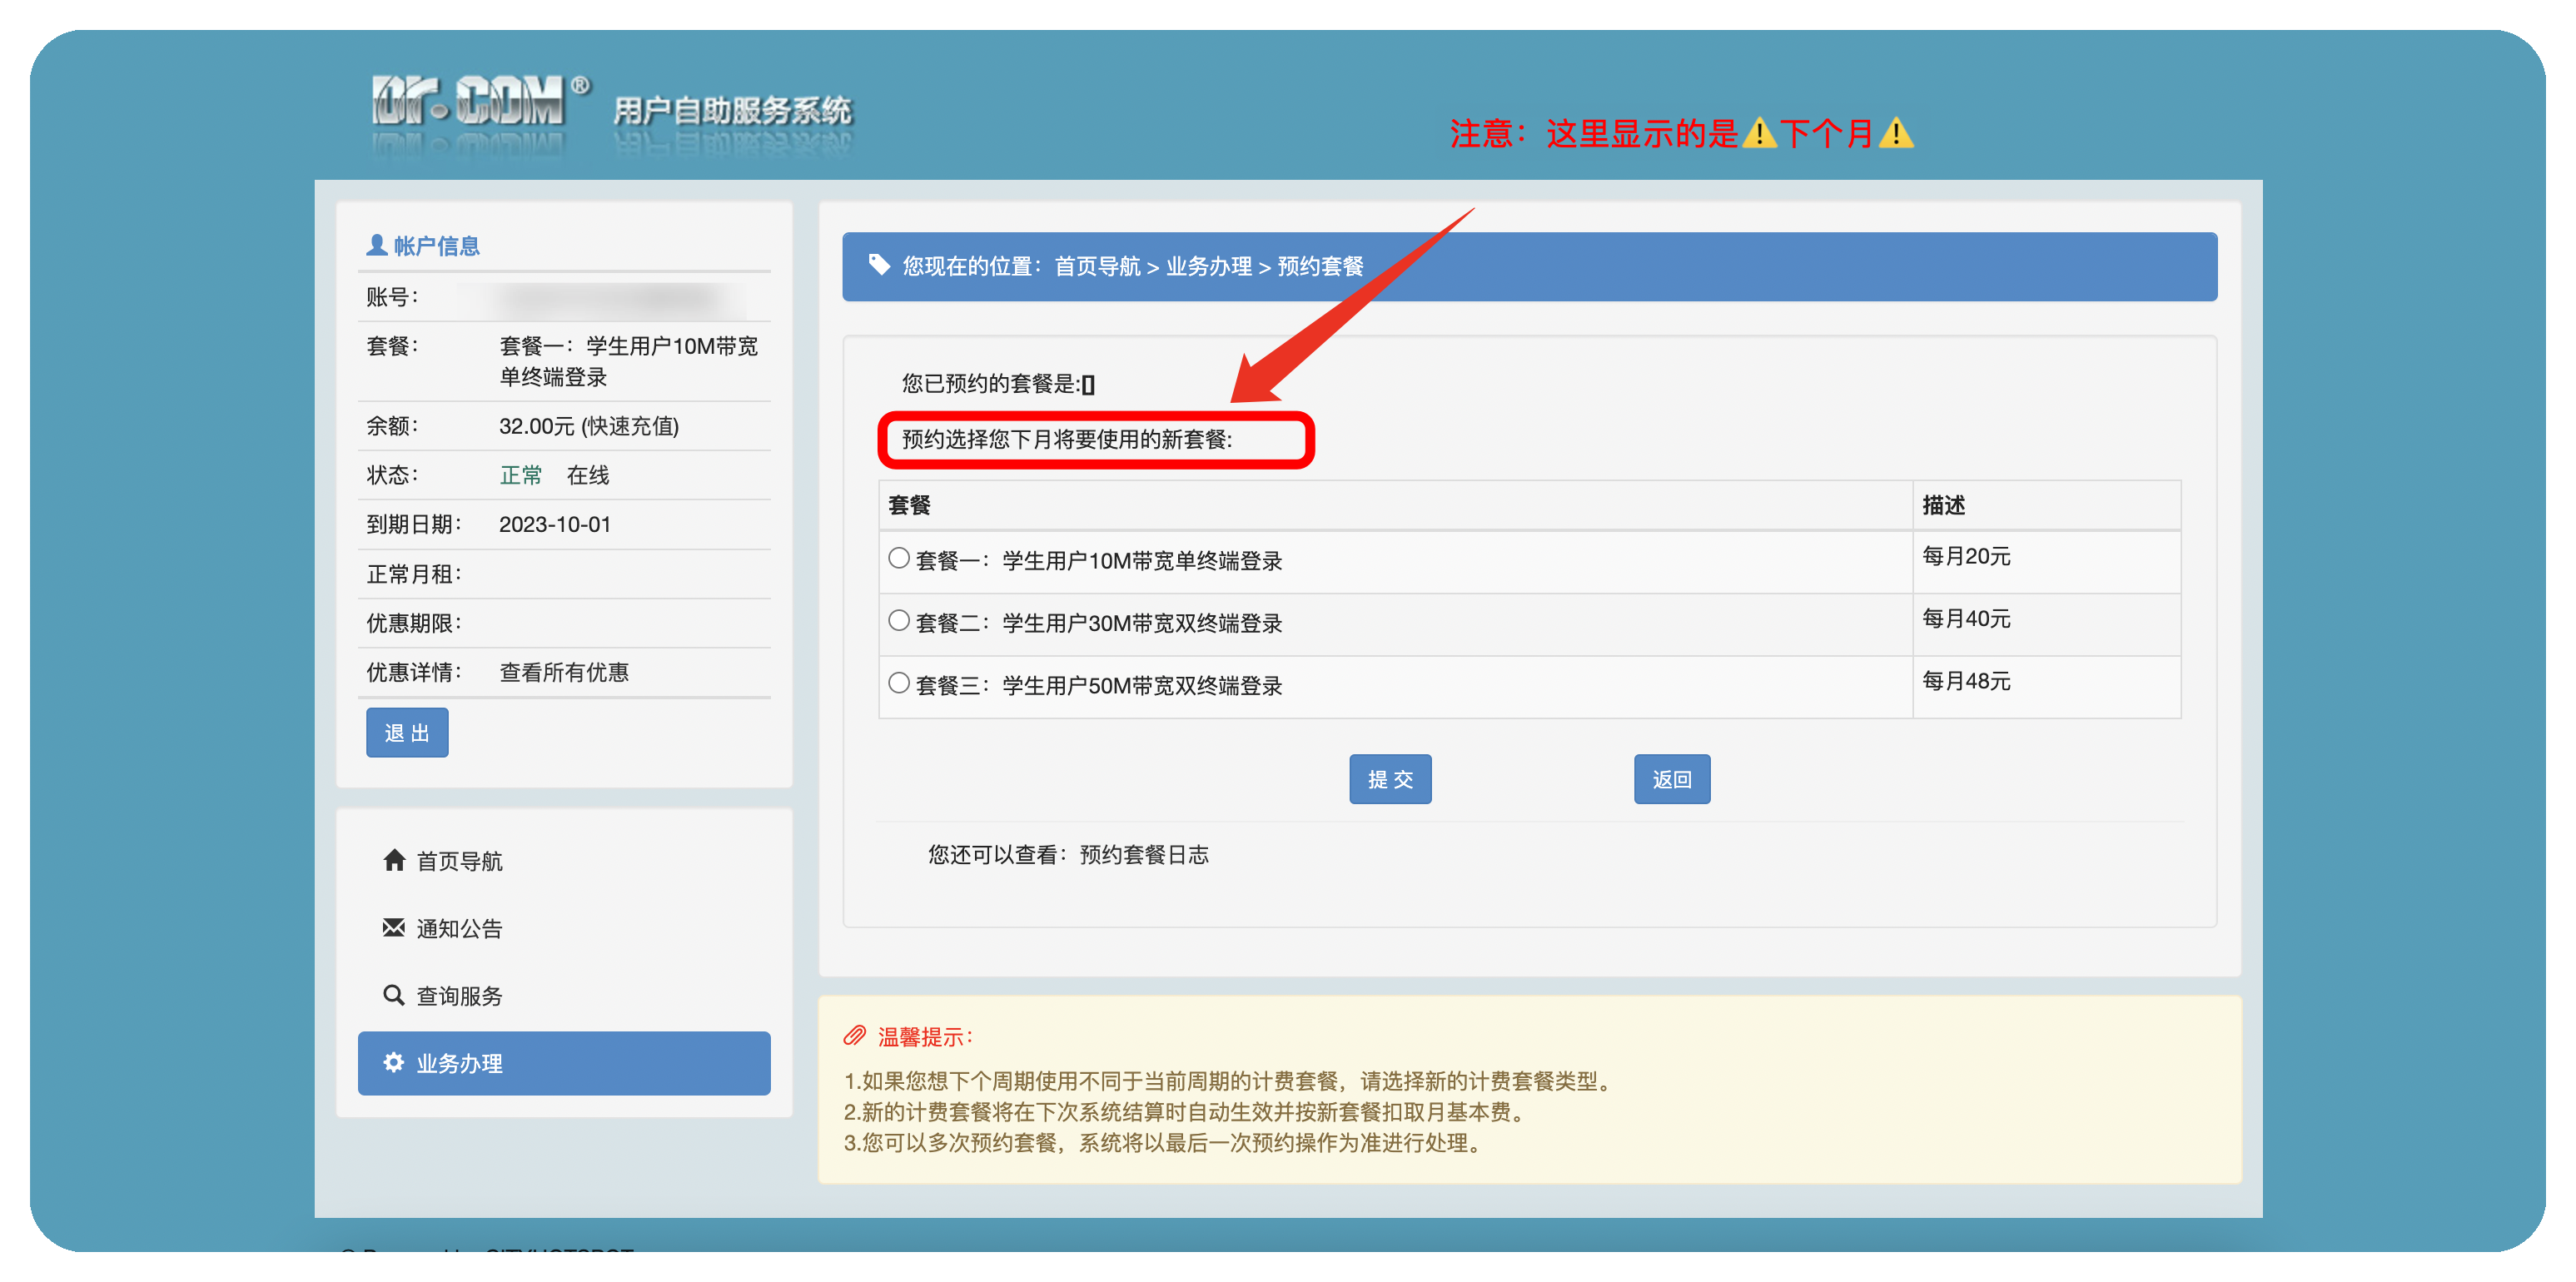 Dr.COM® 用户自助服务系统
注意：这里显示的是⚠️下个月⚠️
帐户信息
账号：
套餐： 套餐一：学生用户10M带宽
单终端登录
余额： 32.00元 (快速充值)
状态： 正常 在线
到期日期： 2023-10-01
正常月租：
优惠期限：
优惠详情： 查看所有优惠
退 出
首页导航
通知公告
查询服务
业务办理
您现在的位置：首页导航 > 业务办理 > 预约套餐
您已预约的套餐是:[]
预约选择您下月将要使用的新套餐:
套餐 描述
套餐一：学生用户10M带宽单终端登录 每月20元
套餐二：学生用户30M带宽双终端登录 每月40元
套餐三：学生用户50M带宽双终端登录 每月48元
提 交 返回
您还可以查看：预约套餐日志
温馨提示：
1.如果您想下个周期使用不同于当前周期的计费套餐，请选择新的计费套餐类型。
2.新的计费套餐将在下次系统结算时自动生效并按新套餐扣取月基本费。
3.您可以多次预约套餐，系统将以最后一次预约操作为准进行处理。